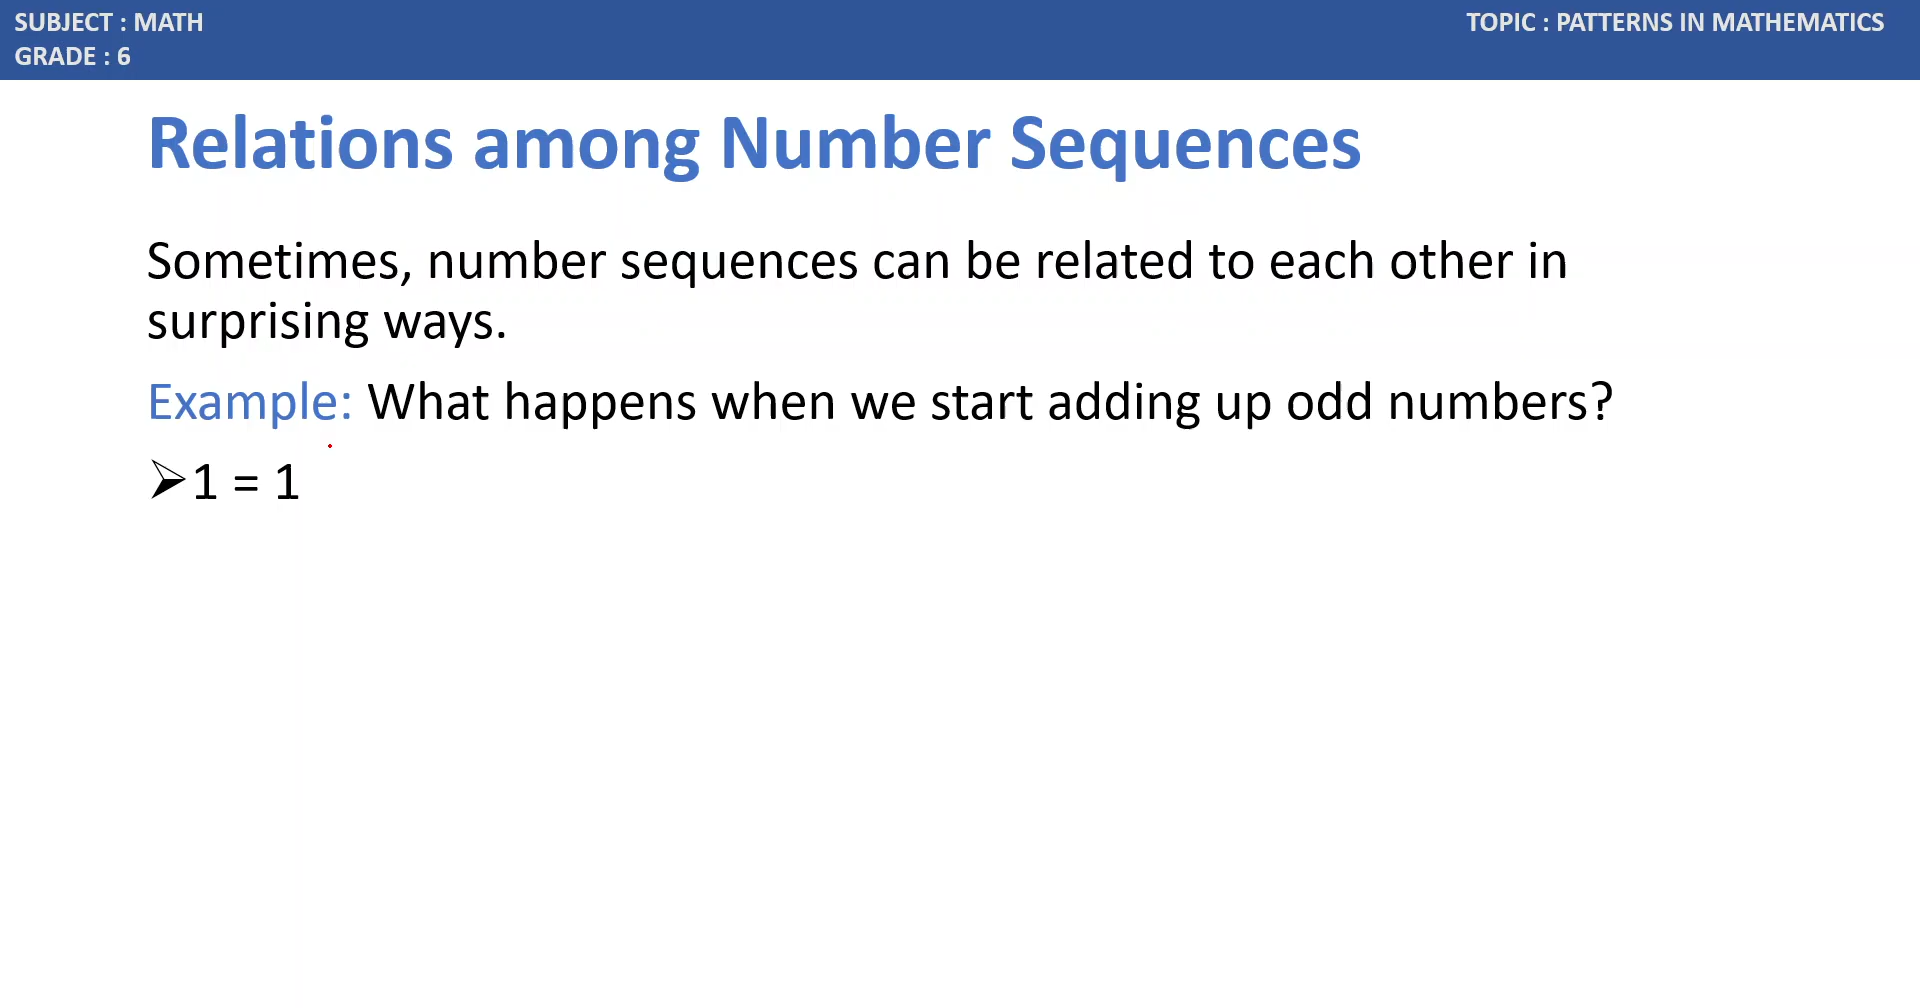 SUBJECT : MATH
GRADE : 6
TOPIC : PATTERNS IN MATHEMATICS
Relations among Number Sequences
Sometimes, number sequences can be related to each other in
surprising ways.
Example: What happens when we start adding up odd numbers?
➢1 = 1